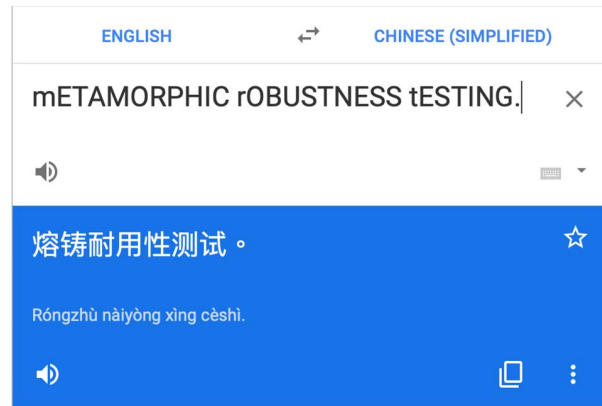 ENGLISH
CHINESE (SIMPLIFIED)
mETAMORPHIC rOBUSTNESS tESTING.
熔铸耐用性测试。
Róngzhù nàiyòng xìng cèshì.